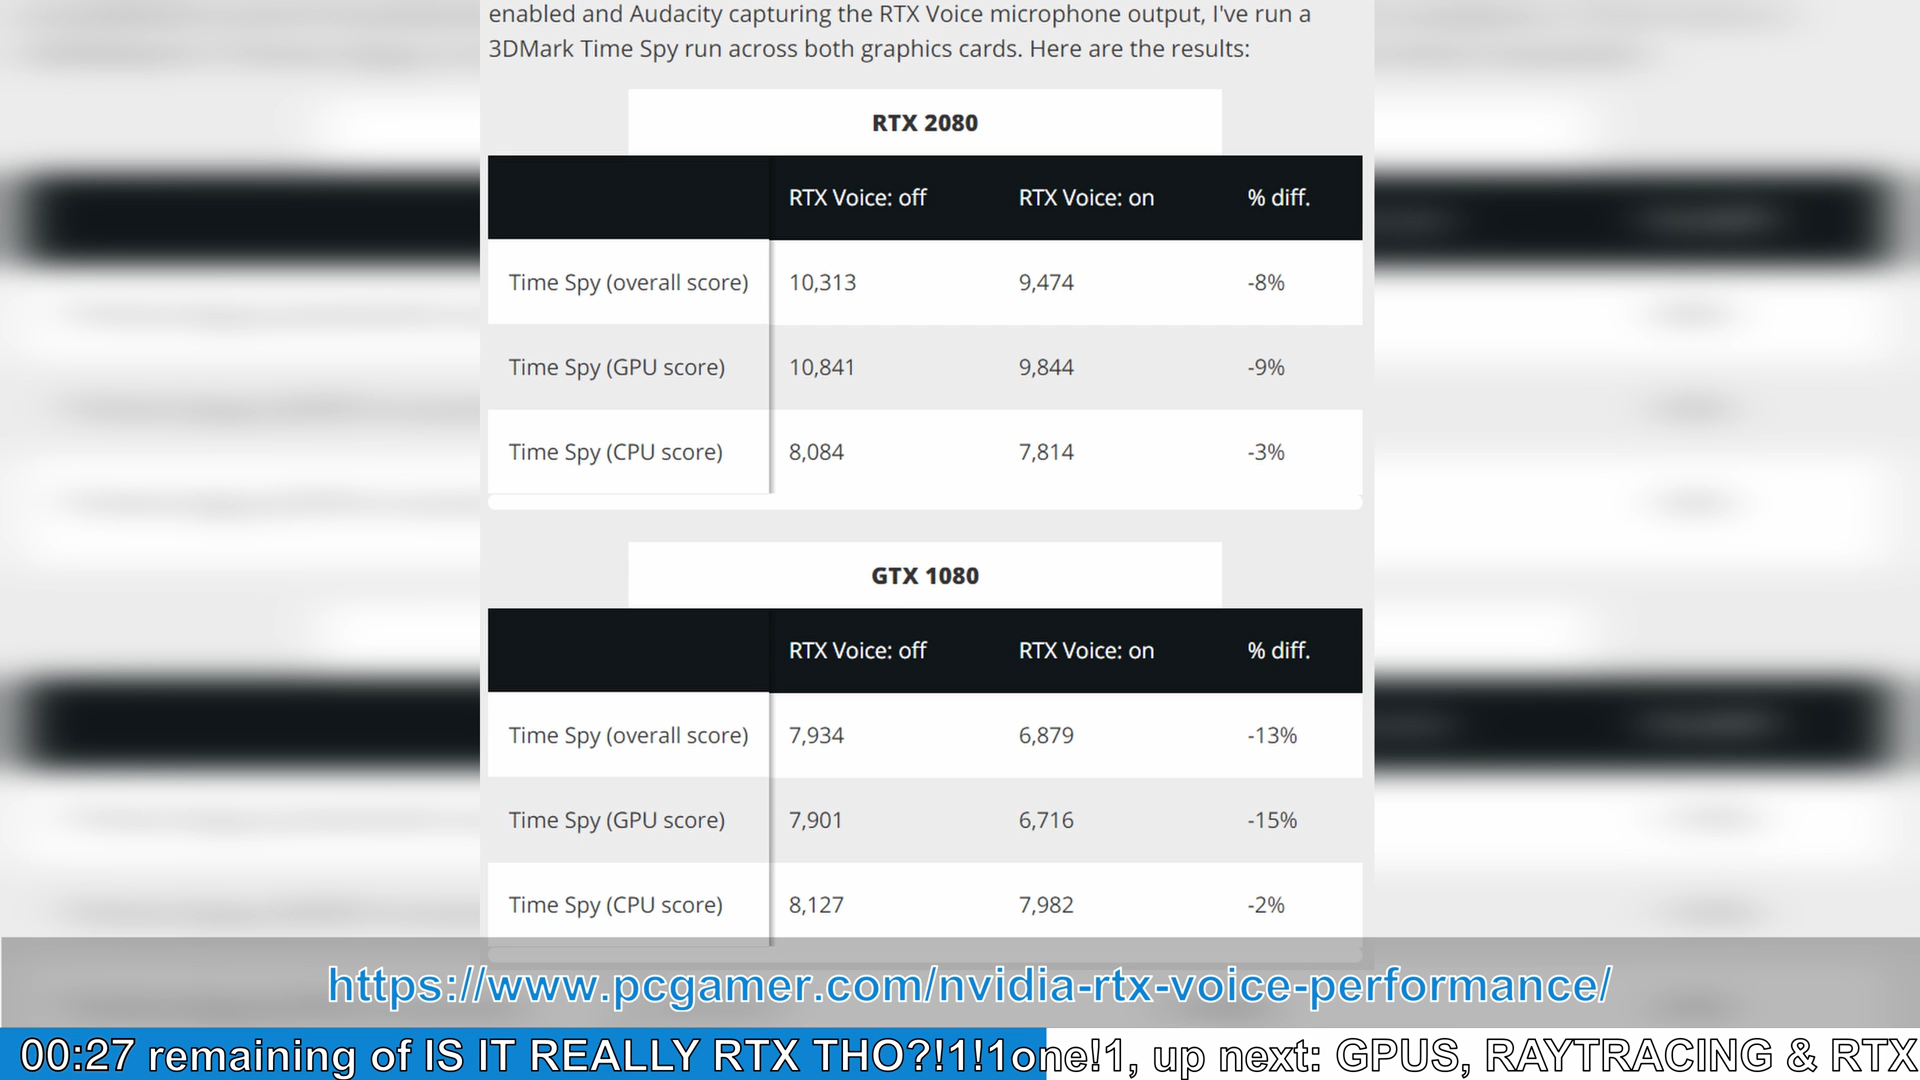 enabled and Audacity capturing the RTX Voice microphone output, I've run a
3DMark Time Spy run across both graphics cards. Here are the results:
RTX 2080
RTX Voice: off RTX Voice: on % diff.
Time Spy (overall score) 10,313 9,474 -8%
Time Spy (GPU score) 10,841 9,844 -9%
Time Spy (CPU score) 8,084 7,814 -3%
GTX 1080
RTX Voice: off RTX Voice: on % diff.
Time Spy (overall score) 7,934 6,879 -13%
Time Spy (GPU score) 7,901 6,716 -15%
Time Spy (CPU score) 8,127 7,982 -2%
https://www.pcgamer.com/nvidia-rtx-voice-performance/
00:27 remaining of IS IT REALLY RTX THO?!1!1one!1, up next: GPUS, RAYTRACING & RTX